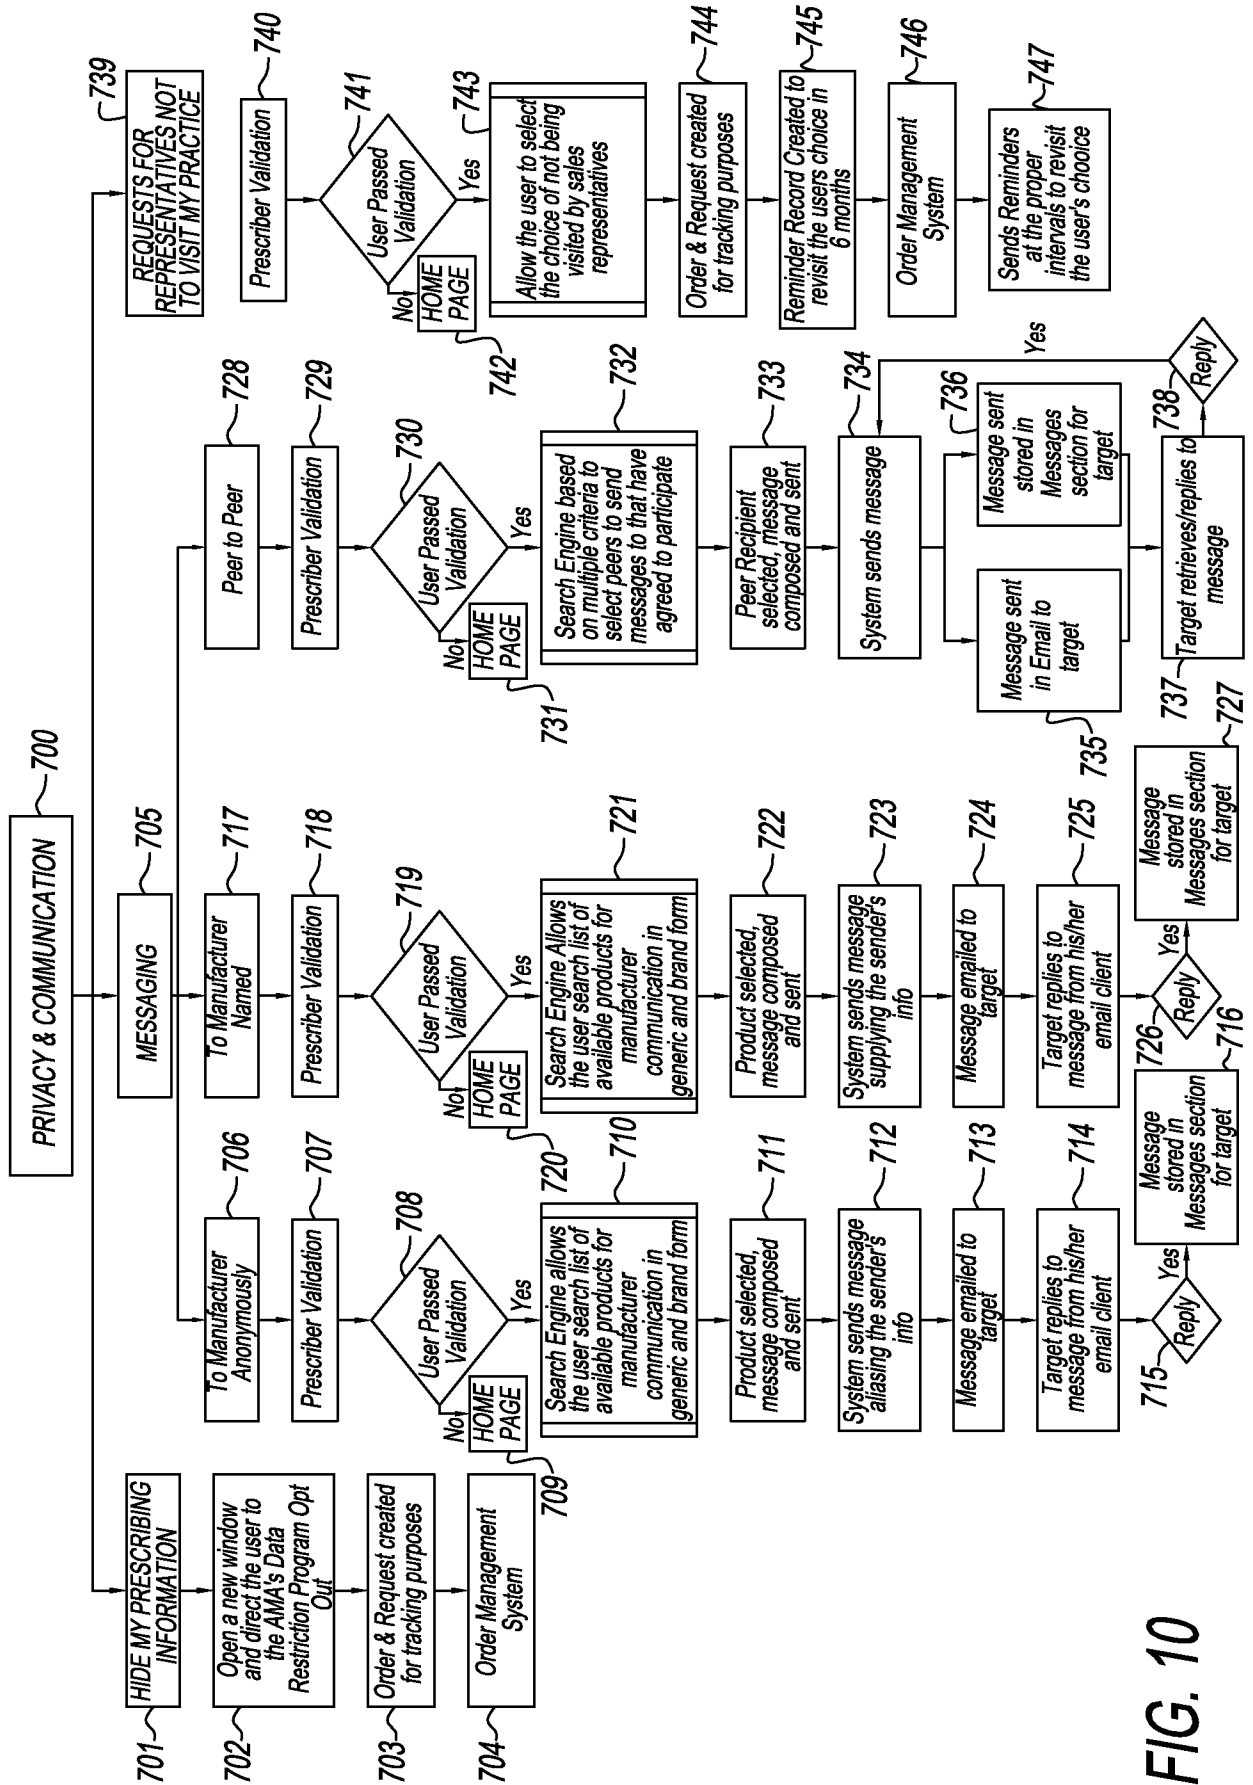 PRIVACY & COMMUNICATION
700
HIDE MY PRESCRIBING
INFORMATION
701
Open a new window
and direct the user to
the AMA's Data
Restriction Program Opt
Out
702
Order & Request created
for tracking purposes
703
Order Management
System
704
MESSAGING
705
To Manufacturer
Anonymously
706
Prescriber Validation
707
User Passed
Validation
708
No
HOME
PAGE
709
Yes
Search Engine allows
the user search list of
available products for
manufacturer
communication in
generic and brand form
710
Product selected,
message composed
and sent
711
System sends message
aliasing the sender's
info
712
Message emailed to
target
713
Target replies to
message from his/her
email client
714
Reply
715
Yes
Message
stored in
Messages section
for target
716
To Manufacturer
Named
717
Prescriber Validation
718
User Passed
Validation
719
No
HOME
PAGE
720
Yes
Search Engine Allows
the user search list of
available products for
manufacturer
communication in
generic and brand form
721
Product selected,
message composed
and sent
722
System sends message
supplying the sender's
info
723
Message emailed to
target
724
Target replies to
message from his/her
email client
725
Reply
726
Yes
Message
stored in
Messages section
for target
727
Peer to Peer
728
Prescriber Validation
729
User Passed
Validation
730
No
HOME
PAGE
731
Yes
Search Engine based
on multiple criteria to
select peers to send
messages to that have
agreed to participate
732
Peer Recipient
selected, message
composed and sent
733
System sends message
734
Message sent
in Email to
target
735
Message sent
stored in
Messages
section for
target
736
Target retrieves/replies to
message
737
Reply
738
Yes
REQUESTS FOR
REPRESENTATIVES NOT
TO VISIT MY PRACTICE
739
Prescriber Validation
740
User Passed
Validation
741
No
HOME
PAGE
742
Yes
Allow the user to select
the choice of not being
visited by sales
representatives
743
Order & Request created
for tracking purposes
744
Reminder Record Created to
revisit the users choice in
6 months
745
Order Management
System
746
Sends Reminders
at the proper
intervals to revisit
the user's chooice
747
FIG. 10